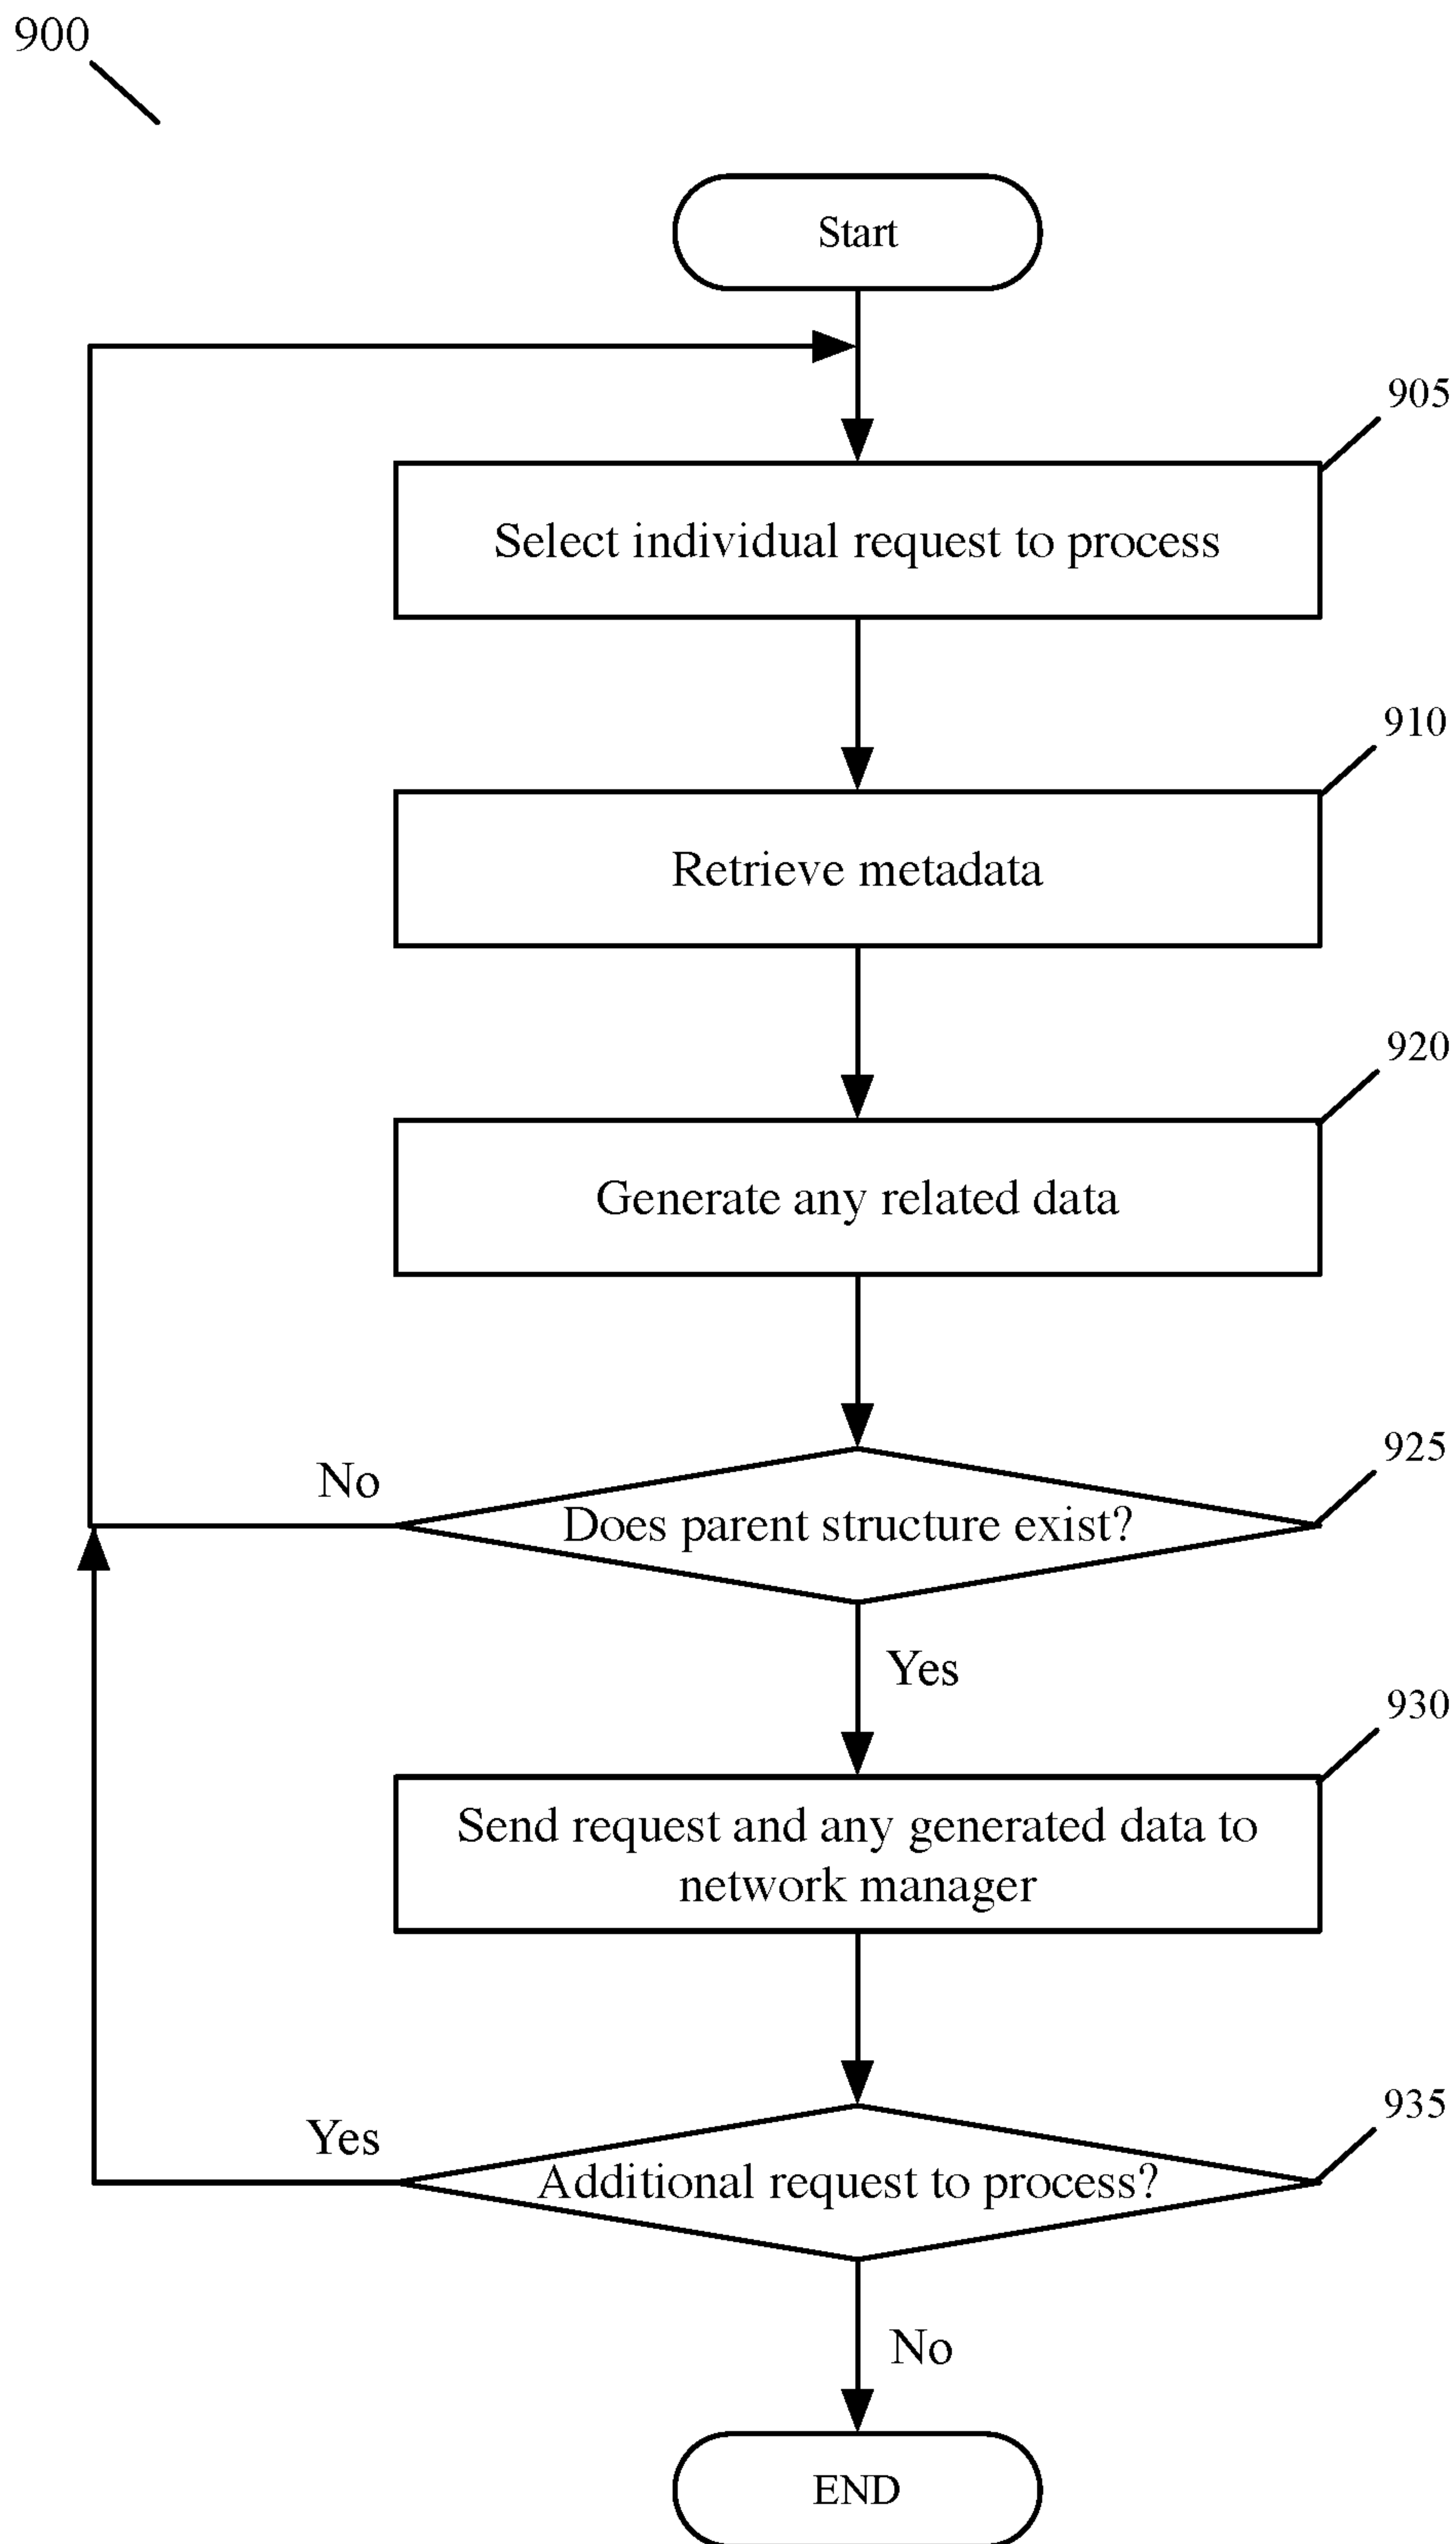 900
Start
905
Select individual request to process
910
Retrieve metadata
920
Generate any related data
925
No
Does parent structure exist?
Yes
930
Send request and any generated data to
network manager
935
Yes
Additional request to process?
No
END